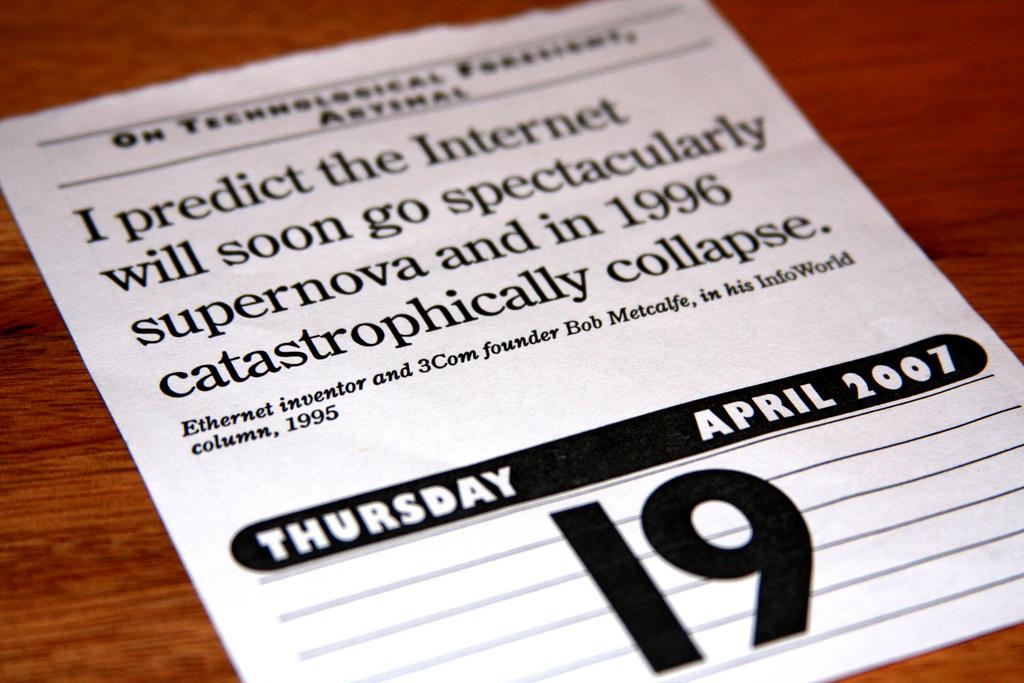 On Technological Foresight,
Abysmal
I predict the Internet
will soon go spectacularly
supernova and in 1996
catastrophically collapse.
Ethernet inventor and 3Com founder Bob Metcalfe, in his InfoWorld
column, 1995
THURSDAY APRIL 2007
19